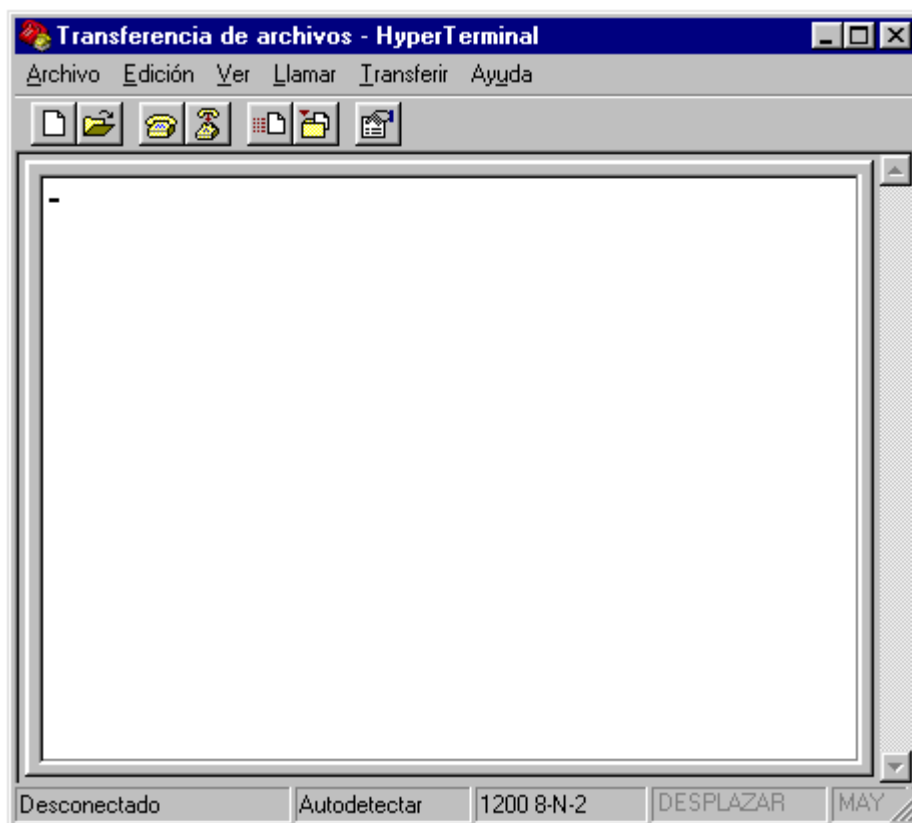 Transferencia de archivos - HyperTerminal
Archivo Edición Ver Llamar Transferir Ayuda
Desconectado Autodetectar 1200 8-N-2 DESPLAZAR MAY